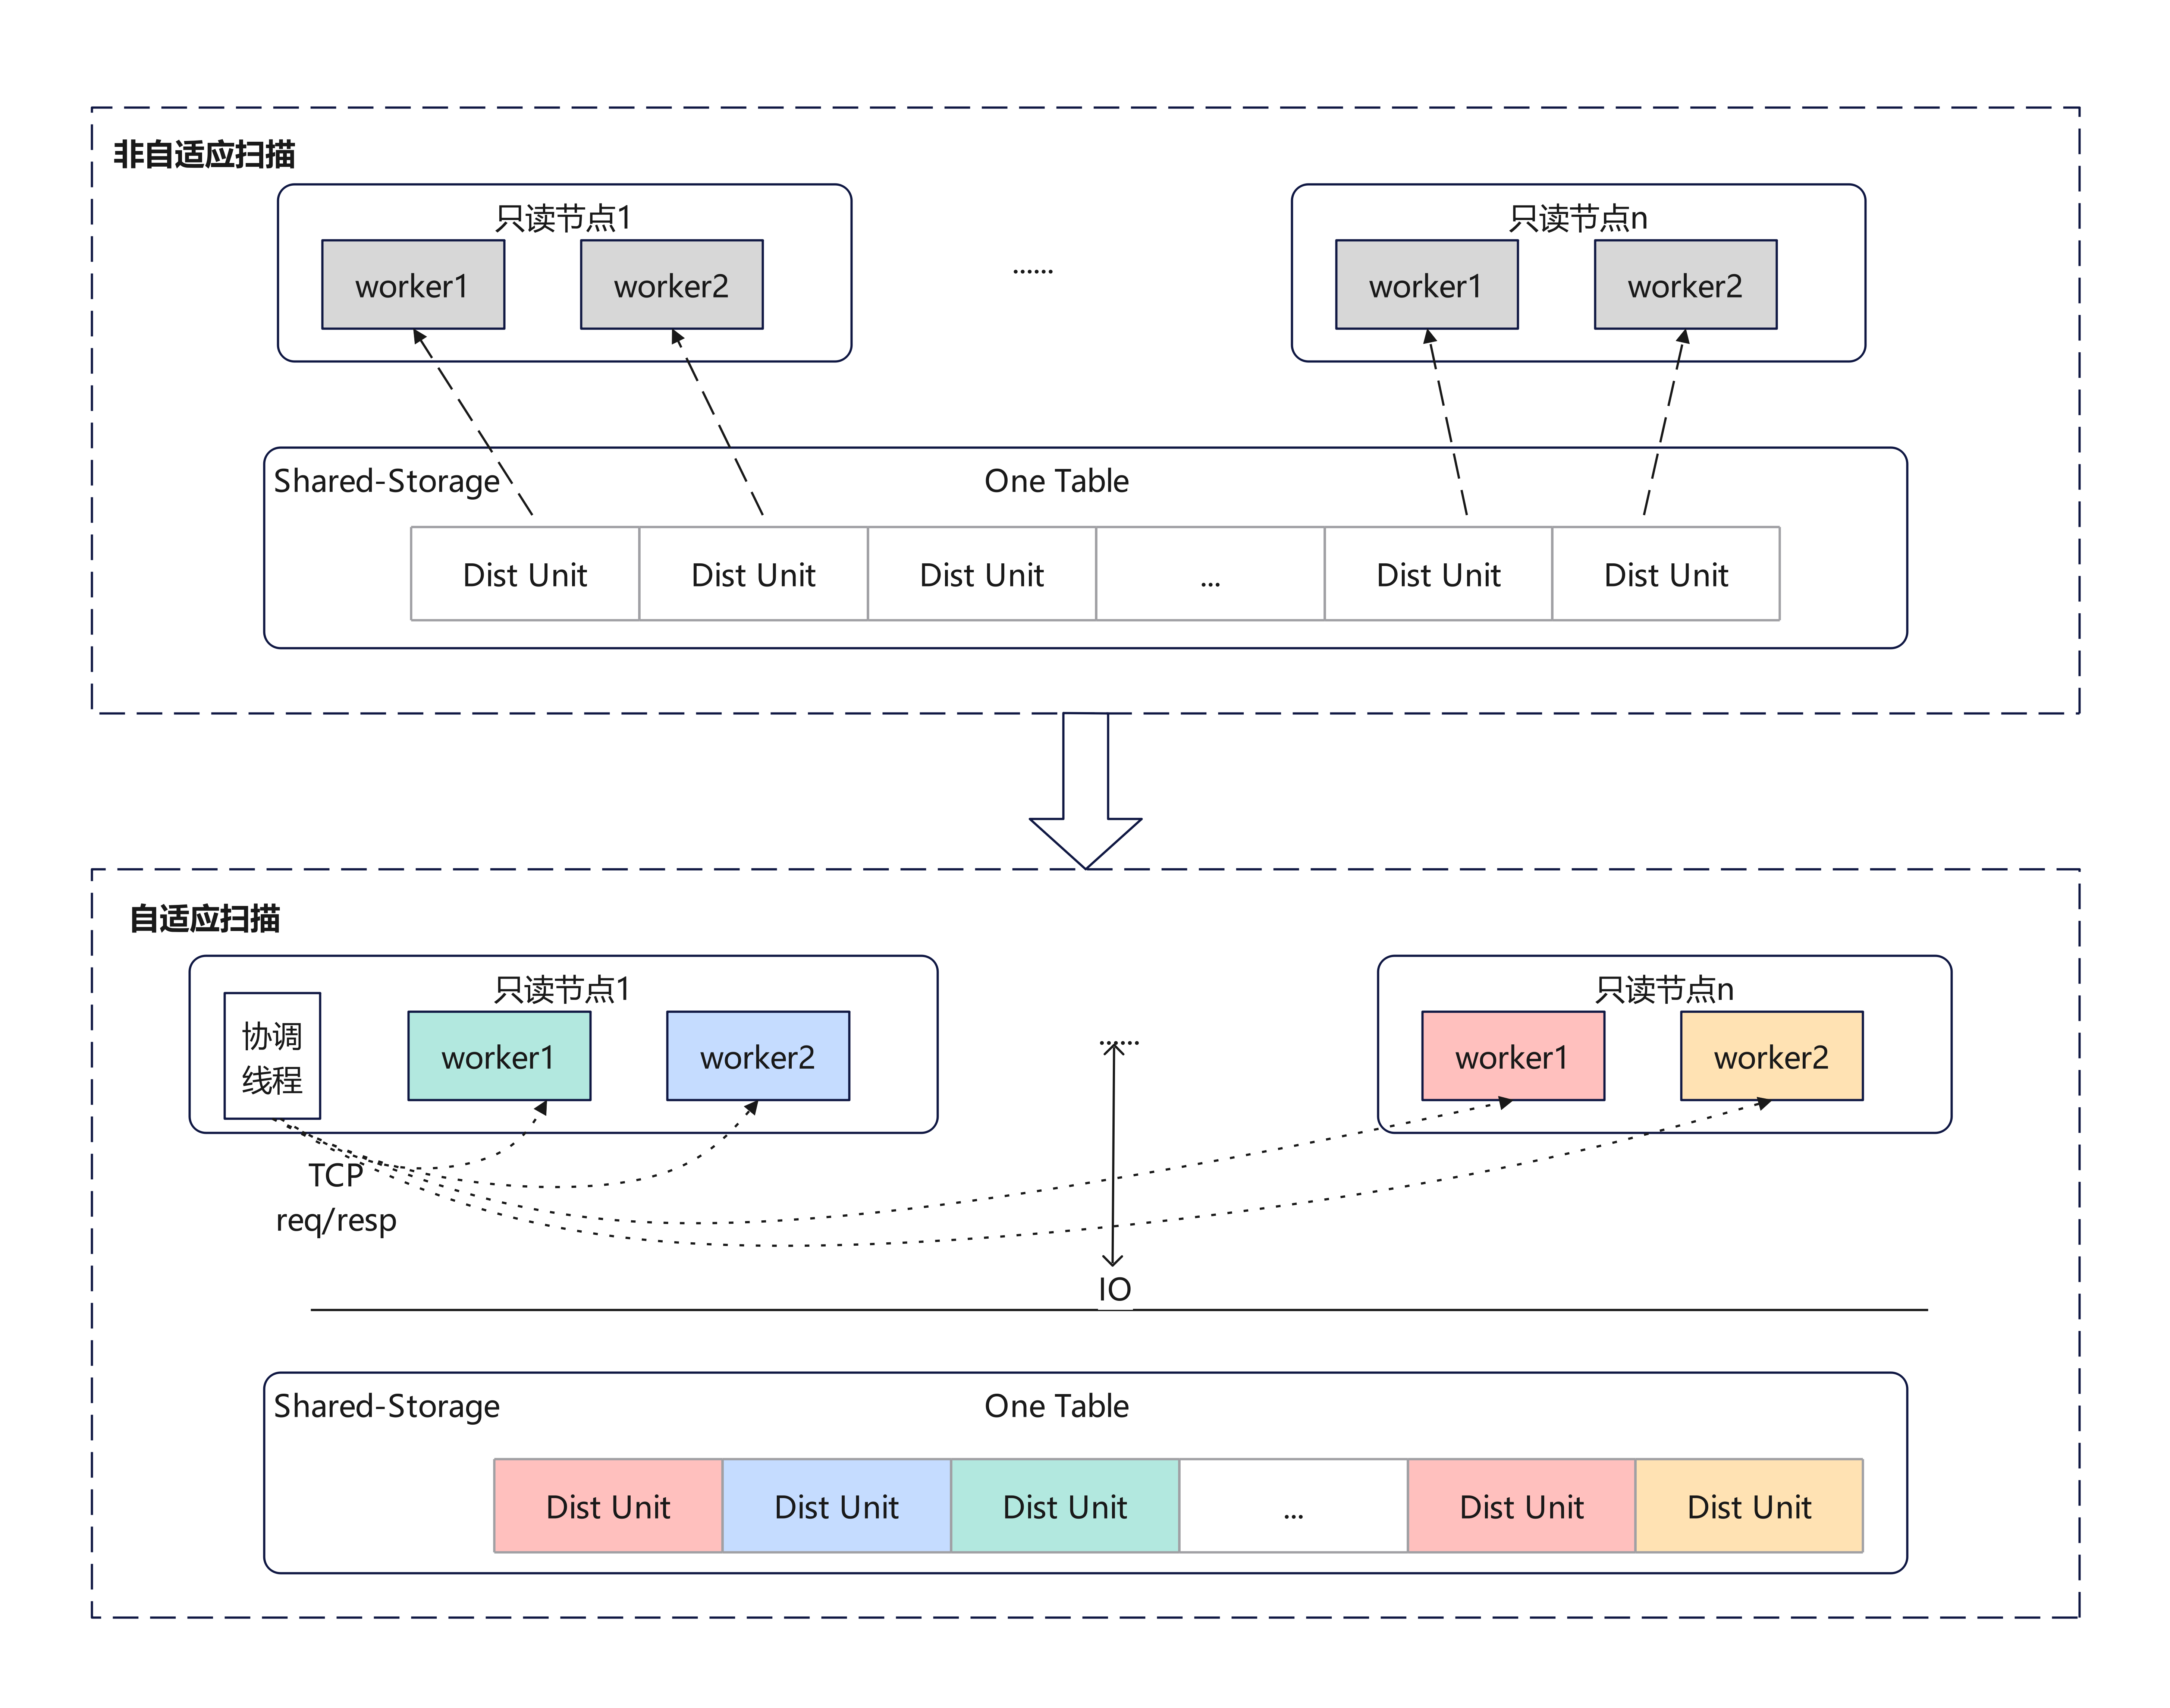 非自适应扫描
只读节点1
worker1
worker2
......
只读节点n
worker1
worker2
Shared-Storage
One Table
Dist Unit
Dist Unit
Dist Unit
...
Dist Unit
Dist Unit
自适应扫描
只读节点1
协调
线程
worker1
worker2
......
只读节点n
worker1
worker2
TCP
req/resp
IO
Shared-Storage
One Table
Dist Unit
Dist Unit
Dist Unit
...
Dist Unit
Dist Unit